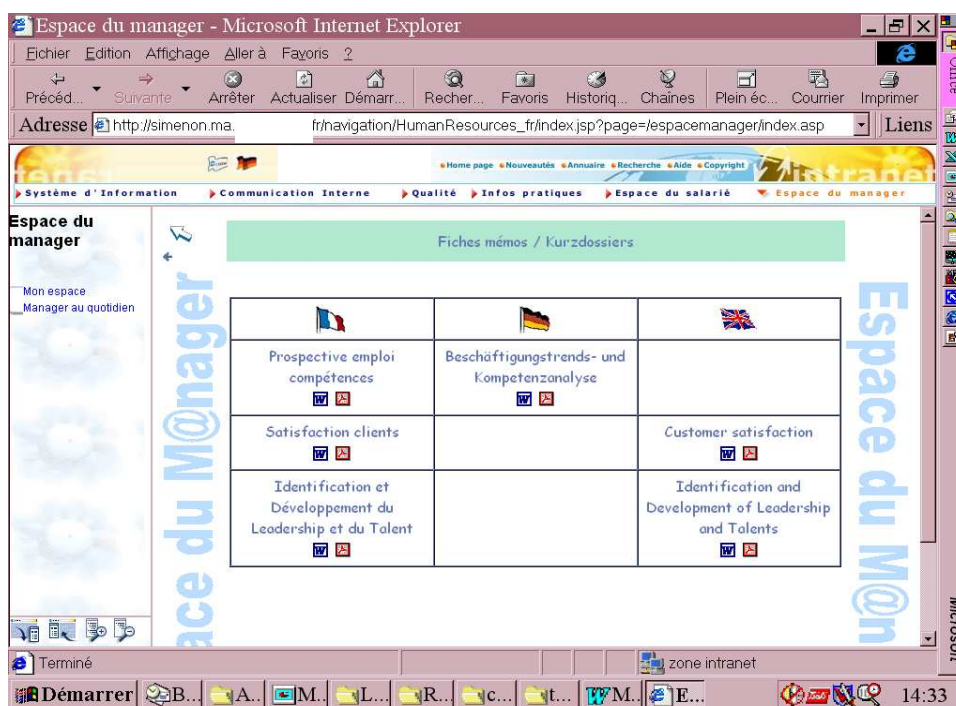 Espace du manager - Microsoft Internet Explorer
Fichier Edition Affichage Aller à Favoris ?
Précéd... Suivante Arrêter Actualiser Démarr... Recher... Favoris Historiq... Chaînes Plein éc... Courrier Imprimer
Adresse http://simenon.ma. fr/navigation/HumanResources_fr/index.jsp?page=/espacemanager/index.asp Liens
Home page Nouveautés Annuaire Recherche Aide Copyright
intranet
Système d'Information Communication Interne Qualité Infos pratiques Espace du salarié Espace du manager
Espace du
manager
Mon espace
Manager au quotidien
Fiches mémos / Kurzdossiers
Prospective emploi
compétences
Beschäftigungstrends- und
Kompetenzanalyse
Satisfaction clients
Customer satisfaction
Identification et
Développement du
Leadership et du Talent
Identification and
Development of Leadership
and Talents
ace du M@nager
Espace du M@n
Terminé
zone intranet
Démarrer B... A... M... L... R... c... t... M... E... 14:33
Office
Microsoft